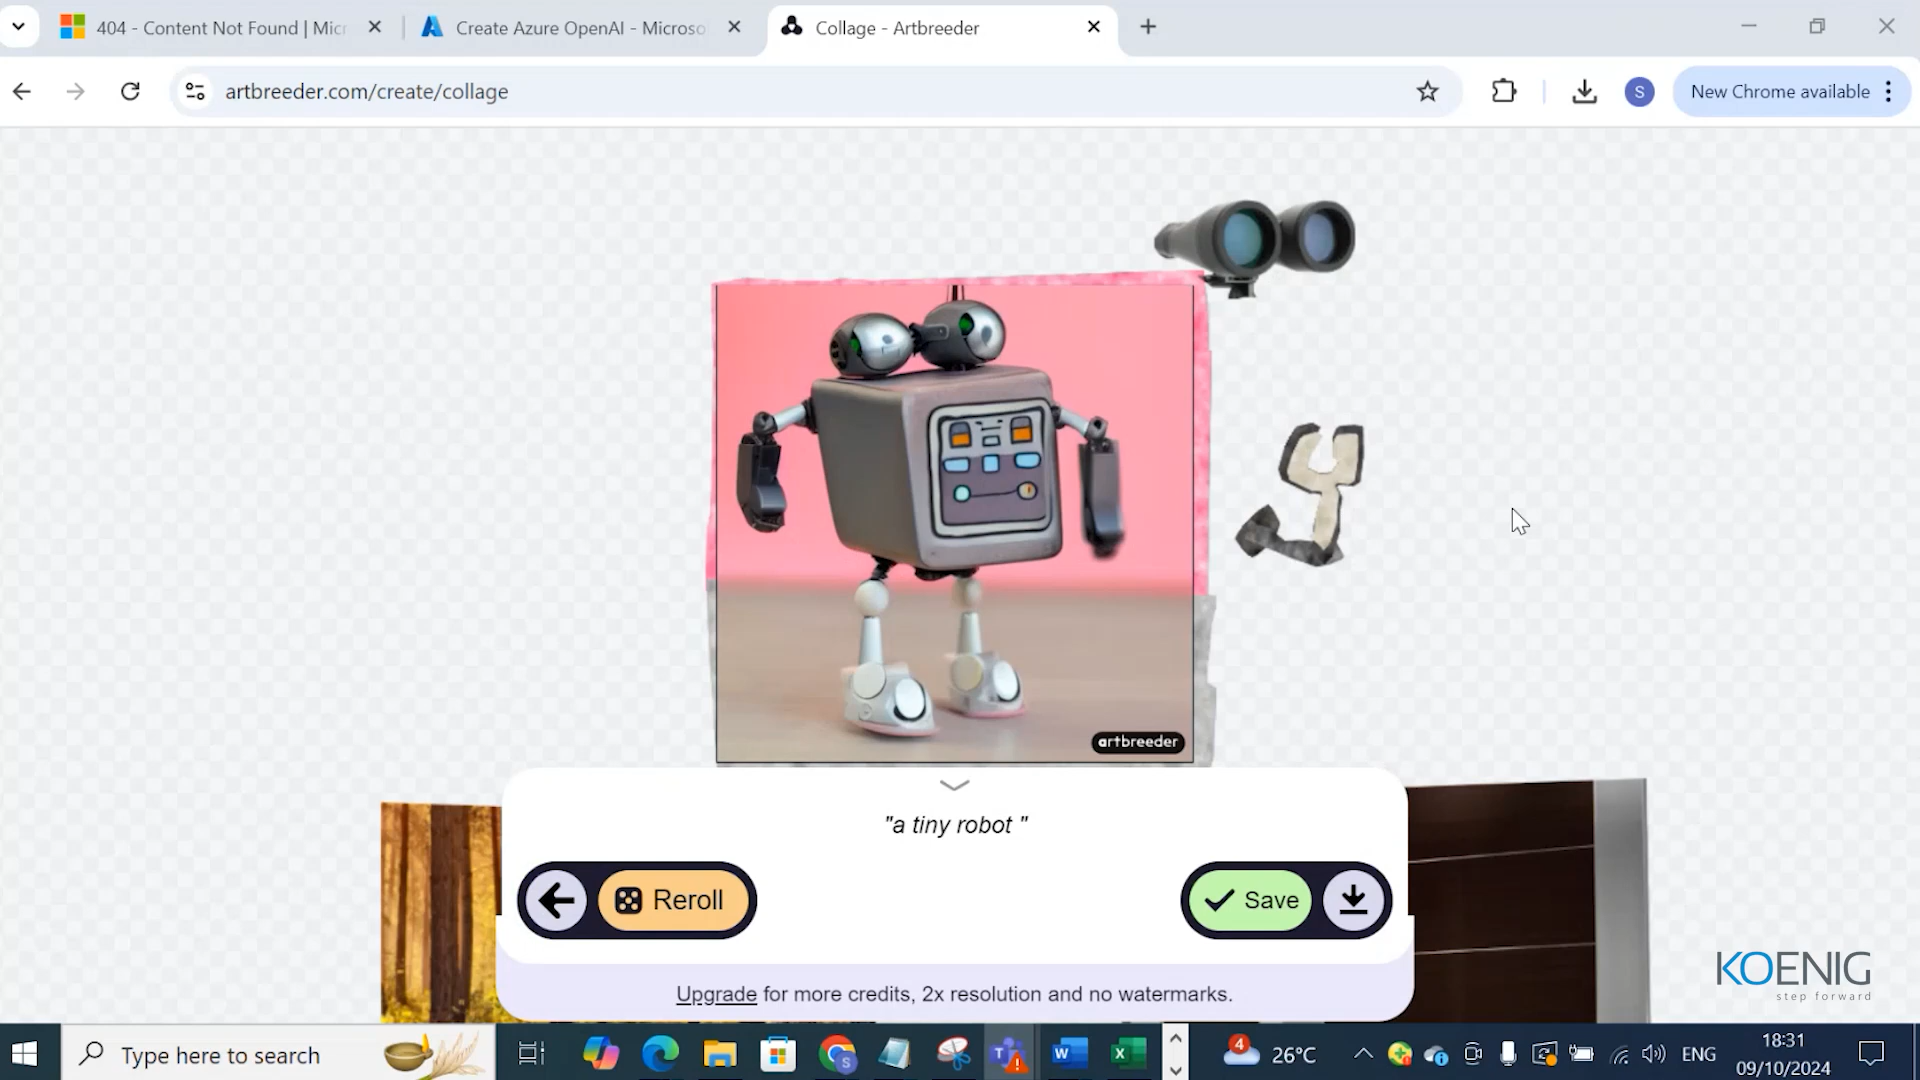 404 - Content Not Found | Micr
Create Azure OpenAI - Microso
Collage - Artbreeder
artbreeder.com/create/collage
S
New Chrome available
artbreeder
"a tiny robot "
Reroll
Save
Upgrade for more credits, 2x resolution and no watermarks.
KOENIG
step forward
Type here to search
S
T
W
X
4
26°C
ENG
18:31
09/10/2024